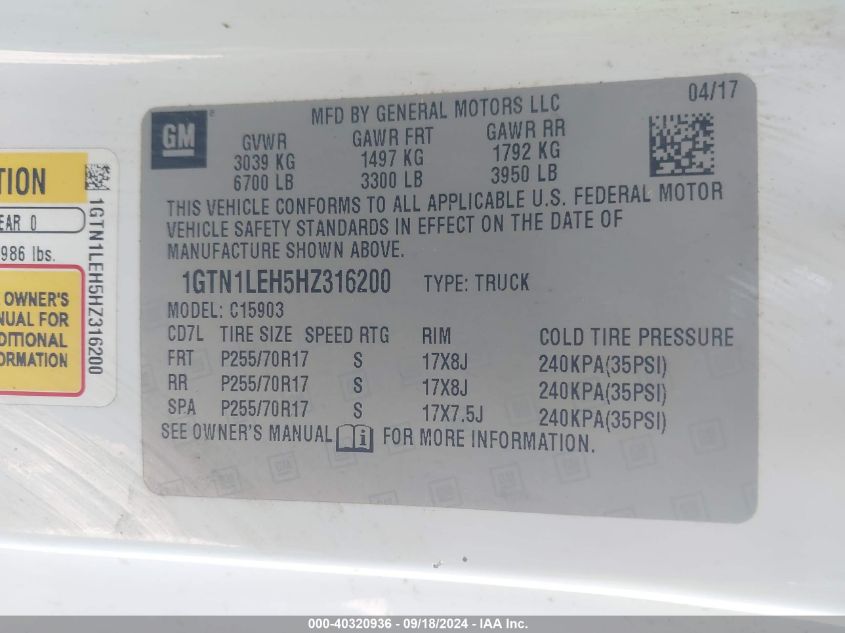 GM
MFD BY GENERAL MOTORS LLC
04/17
GVWR GAWR FRT GAWR RR
3039 KG 1497 KG 1792 KG
6700 LB 3300 LB 3950 LB
THIS VEHICLE CONFORMS TO ALL APPLICABLE U.S. FEDERAL MOTOR
VEHICLE SAFETY STANDARDS IN EFFECT ON THE DATE OF
MANUFACTURE SHOWN ABOVE.
1GTN1LEH5HZ316200 TYPE: TRUCK
MODEL: C15903
CD7L TIRE SIZE SPEED RTG RIM COLD TIRE PRESSURE
FRT P255/70R17 S 17X8J 240KPA(35PSI)
RR P255/70R17 S 17X8J 240KPA(35PSI)
SPA P255/70R17 S 17X7.5J 240KPA(35PSI)
SEE OWNER'S MANUAL i FOR MORE INFORMATION.
TION
EAR 0
986 lbs.
OWNER'S
NUAL FOR
DITIONAL
ORMATION
1GTN1LEH5HZ316200
000-40320936 - 09/18/2024 - IAA Inc.